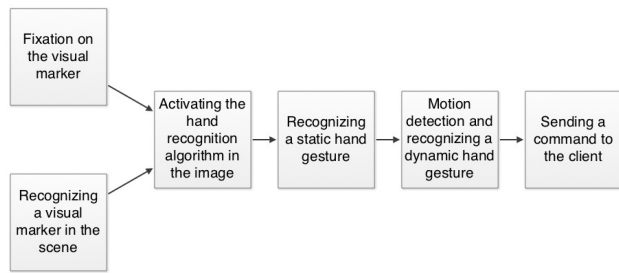 Fixation on
the visual
marker
Recognizing
a visual
marker in the
scene
Activating the
hand
recognition
algorithm in
the image
Recognizing
a static hand
gesture
Motion
detection and
recognizing a
dynamic hand
gesture
Sending a
command to
the client